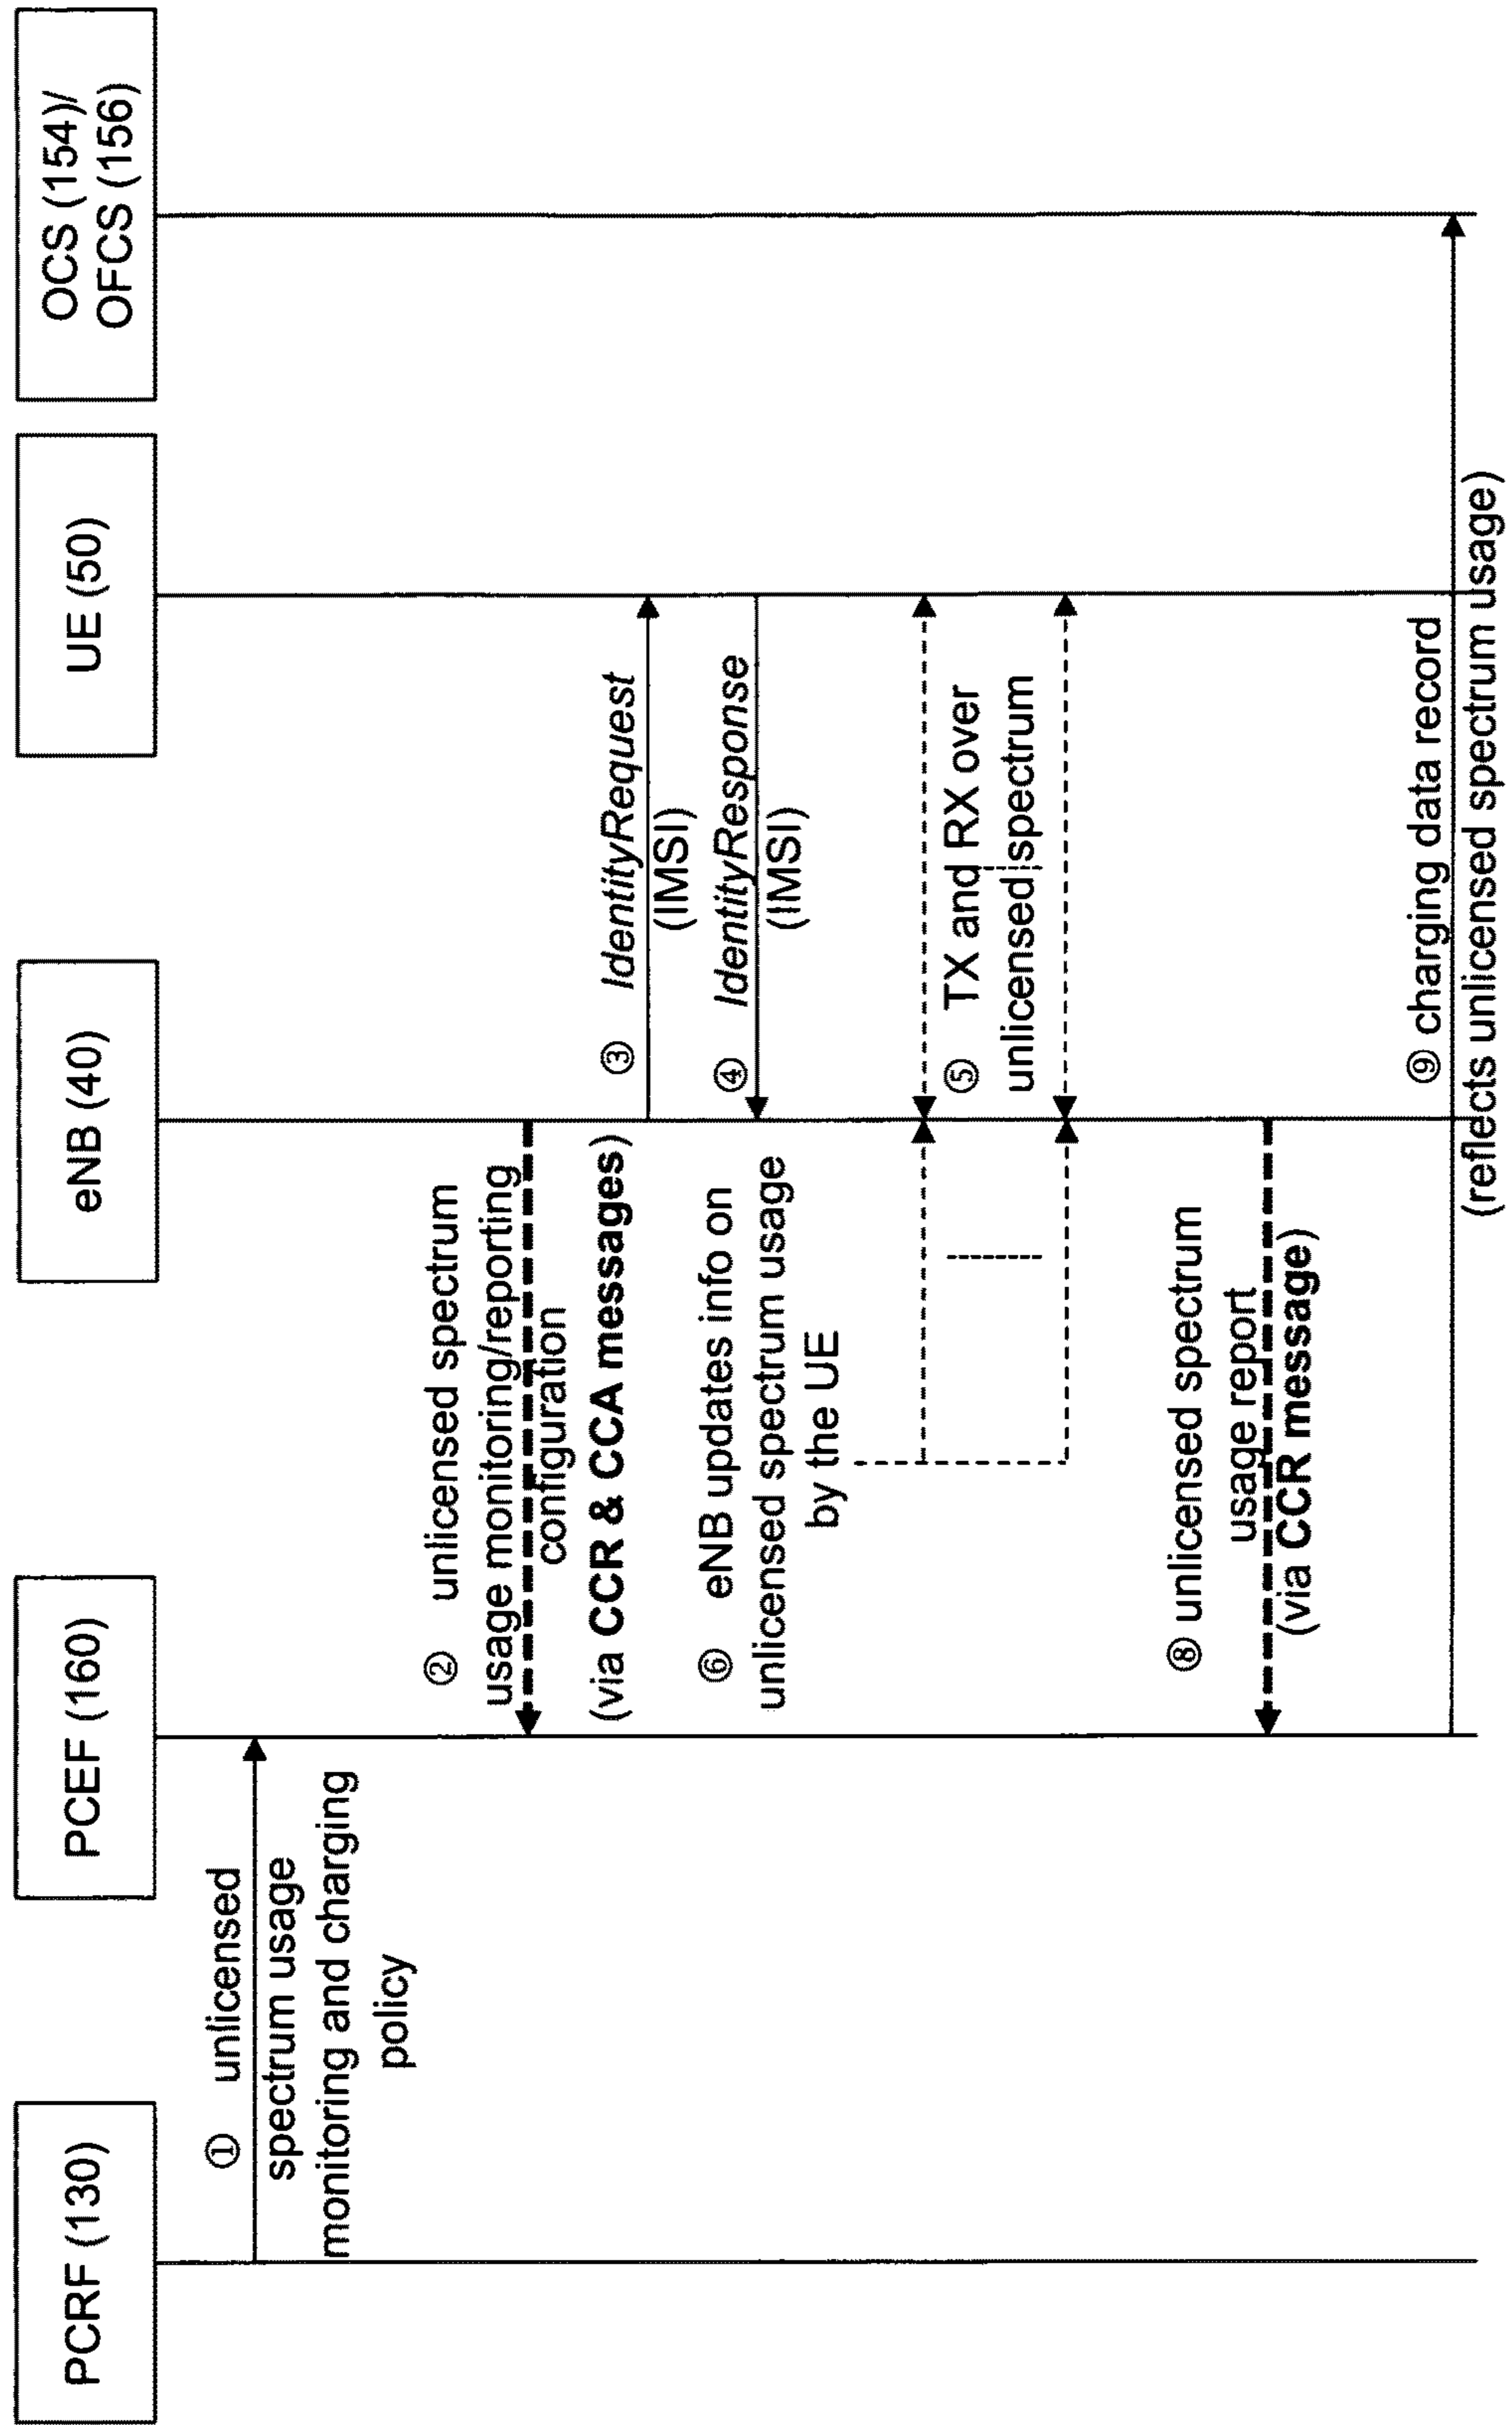 PCRF (130)
PCEF (160)
eNB (40)
UE (50)
OCS (154)/
OFCS (156)
① unlicensed
spectrum usage
monitoring and charging
policy
② unlicensed spectrum
usage monitoring/reporting
configuration
(via CCR & CCA messages)
③ IdentityRequest
(IMSI)
④ IdentityResponse
(IMSI)
⑤ TX and RX over
unlicensed spectrum
⑥ eNB updates info on
unlicensed spectrum usage
by the UE
⑧ unlicensed spectrum
usage report
(via CCR message)
⑨ charging data record
(reflects unlicensed spectrum usage)